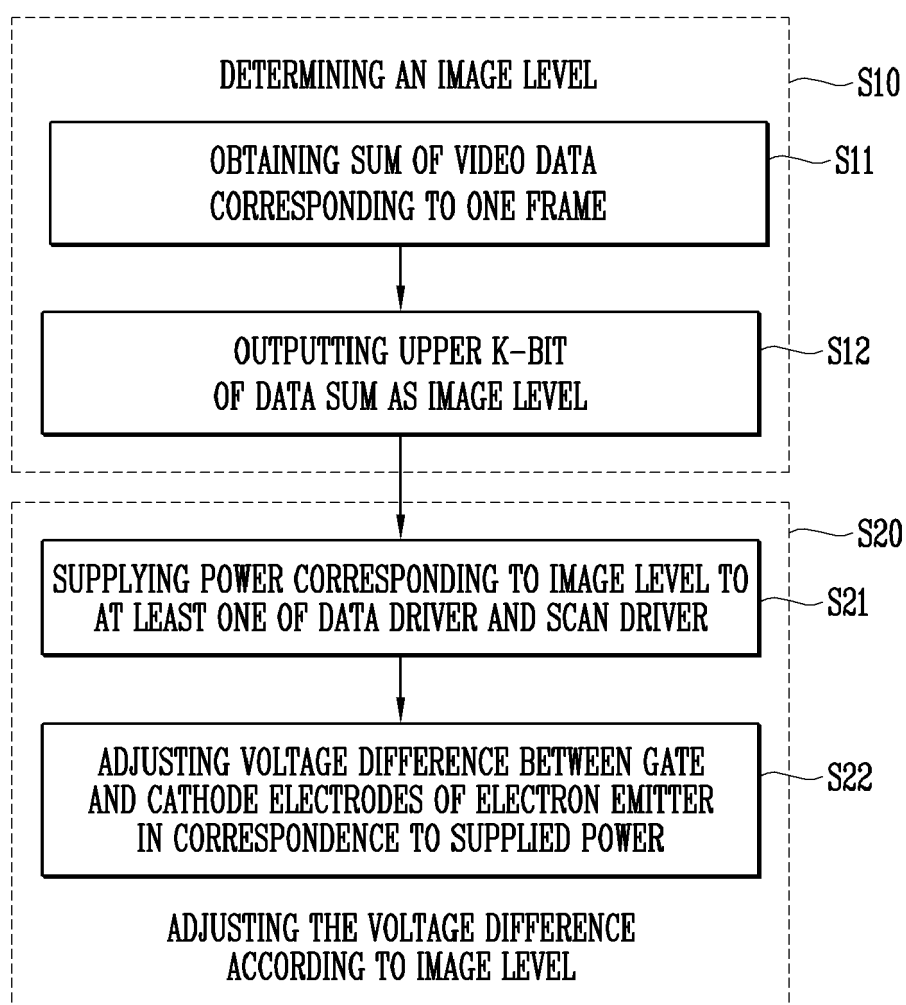 DETERMINING AN IMAGE LEVEL
S10
OBTAINING SUM OF VIDEO DATA
CORRESPONDING TO ONE FRAME
S11
OUTPUTTING UPPER K-BIT
OF DATA SUM AS IMAGE LEVEL
S12
S20
SUPPLYING POWER CORRESPONDING TO IMAGE LEVEL TO
AT LEAST ONE OF DATA DRIVER AND SCAN DRIVER
S21
ADJUSTING VOLTAGE DIFFERENCE BETWEEN GATE
AND CATHODE ELECTRODES OF ELECTRON EMITTER
IN CORRESPONDENCE TO SUPPLIED POWER
S22
ADJUSTING THE VOLTAGE DIFFERENCE
ACCORDING TO IMAGE LEVEL